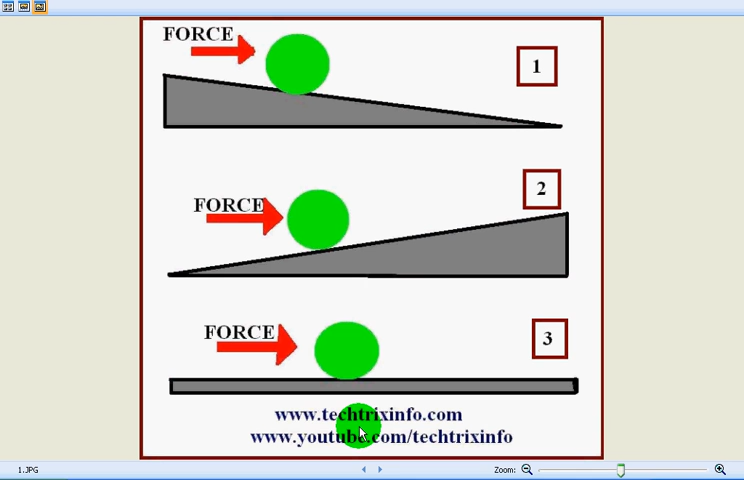 FORCE
1
FORCE
2
FORCE
3
www.techtrixinfo.com
www.youtube.com/techtrixinfo
1.JPG
Zoom: